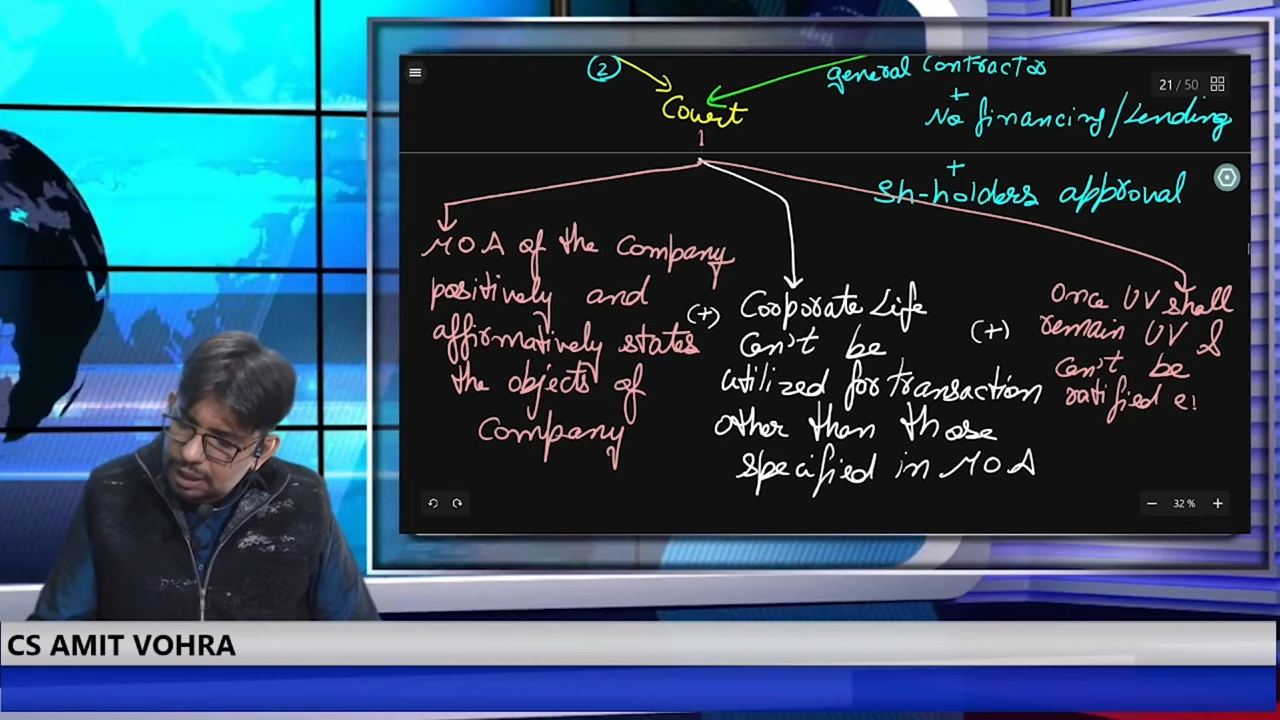 2
general Contractor
21 / 50
Court
+
No financing/Lending
+
Sh-holders approval
MOA of the Company
positively and
affirmatively states
the objects of
Company
(+)
Cooporate Life
Can't be
utilized for transaction
other than those
specified in MOA
(+)
Once UV shall
remain UV &
Can't be
ratified e
32 %
CS AMIT VOHRA